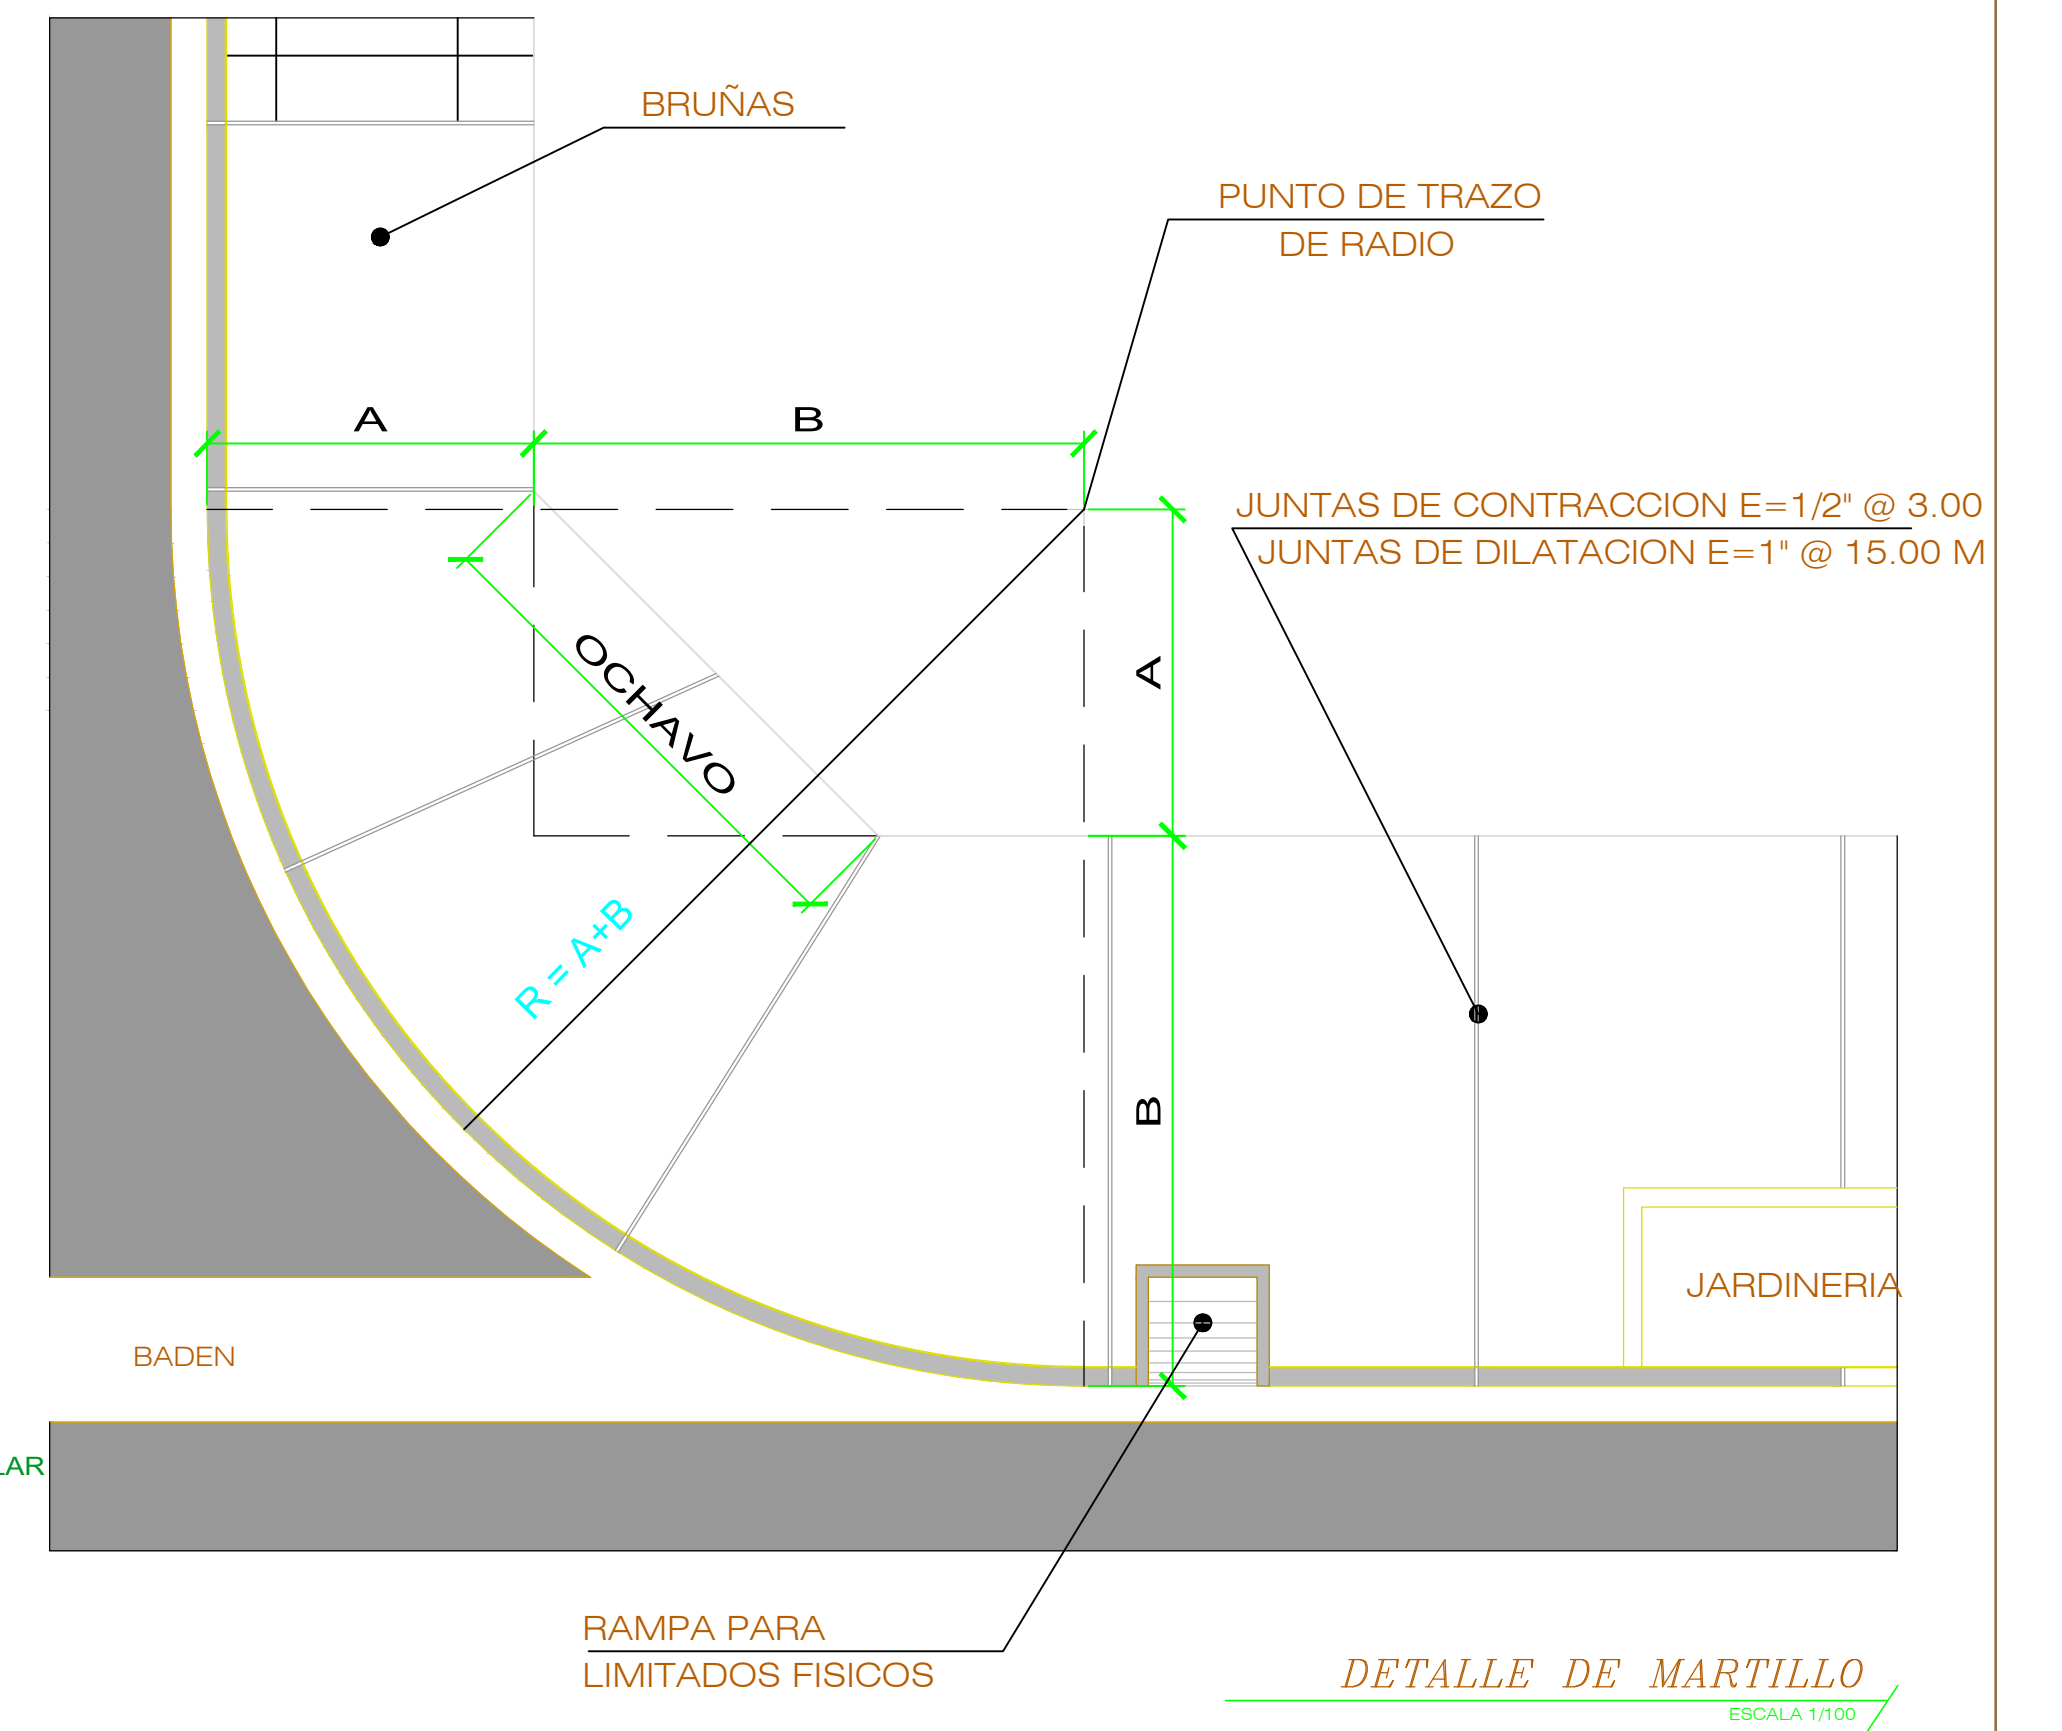 BRUÑAS
PUNTO DE TRAZO
DE RADIO
A
B
JUNTAS DE CONTRACCION E=1/2" @ 3.00
JUNTAS DE DILATACION E=1" @ 15.00 M
OCHAVO
A
R = A+B
B
JARDINERIA
BADEN
LAR
RAMPA PARA
LIMITADOS FISICOS
DETALLE DE MARTILLO
ESCALA 1/100